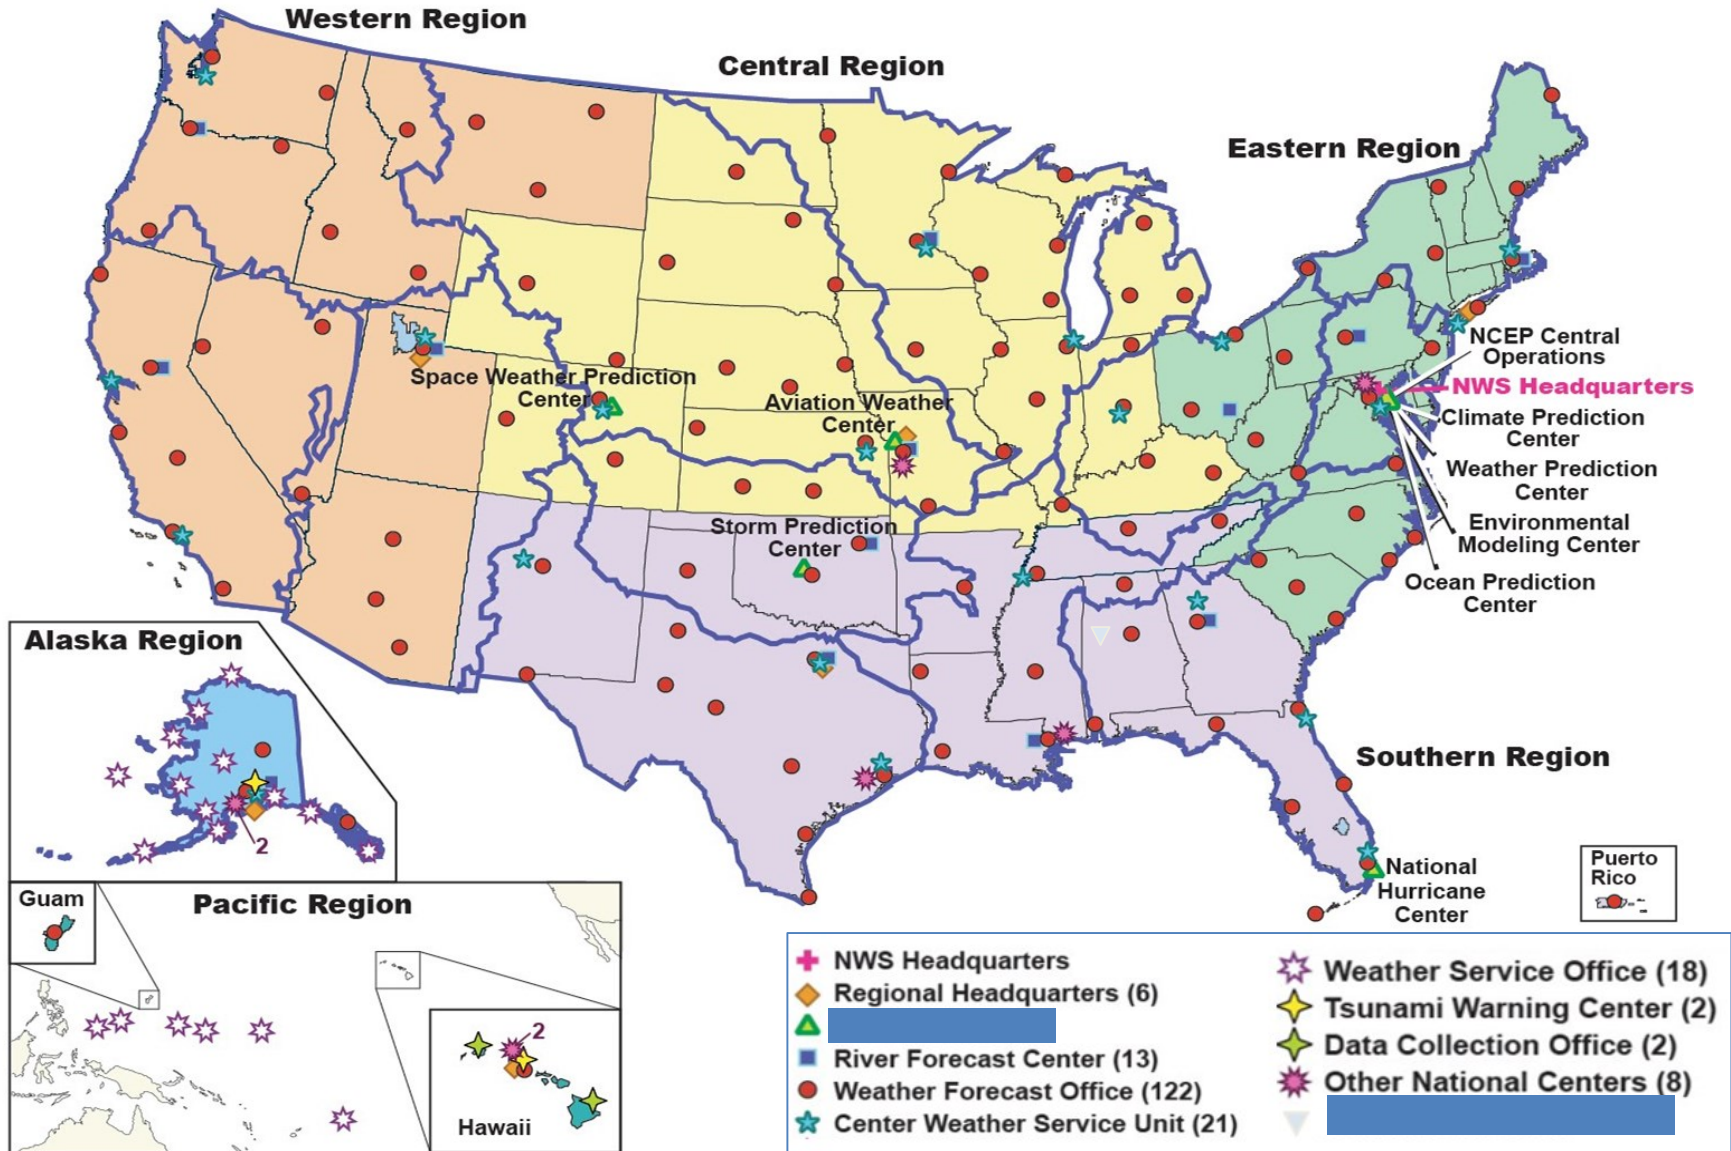 Western Region
Central Region
Eastern Region
NCEP Central
Operations
NWS Headquarters
Climate Prediction
Center
Weather Prediction
Center
Environmental
Modeling Center
Ocean Prediction
Center
Space Weather Prediction
Center
Aviation Weather
Center
Storm Prediction
Center
Alaska Region
2
Southern Region
National
Hurricane
Center
Puerto
Rico
Guam
Pacific Region
2
Hawaii
NWS Headquarters
Regional Headquarters (6)
River Forecast Center (13)
Weather Forecast Office (122)
Center Weather Service Unit (21)
Weather Service Office (18)
Tsunami Warning Center (2)
Data Collection Office (2)
Other National Centers (8)